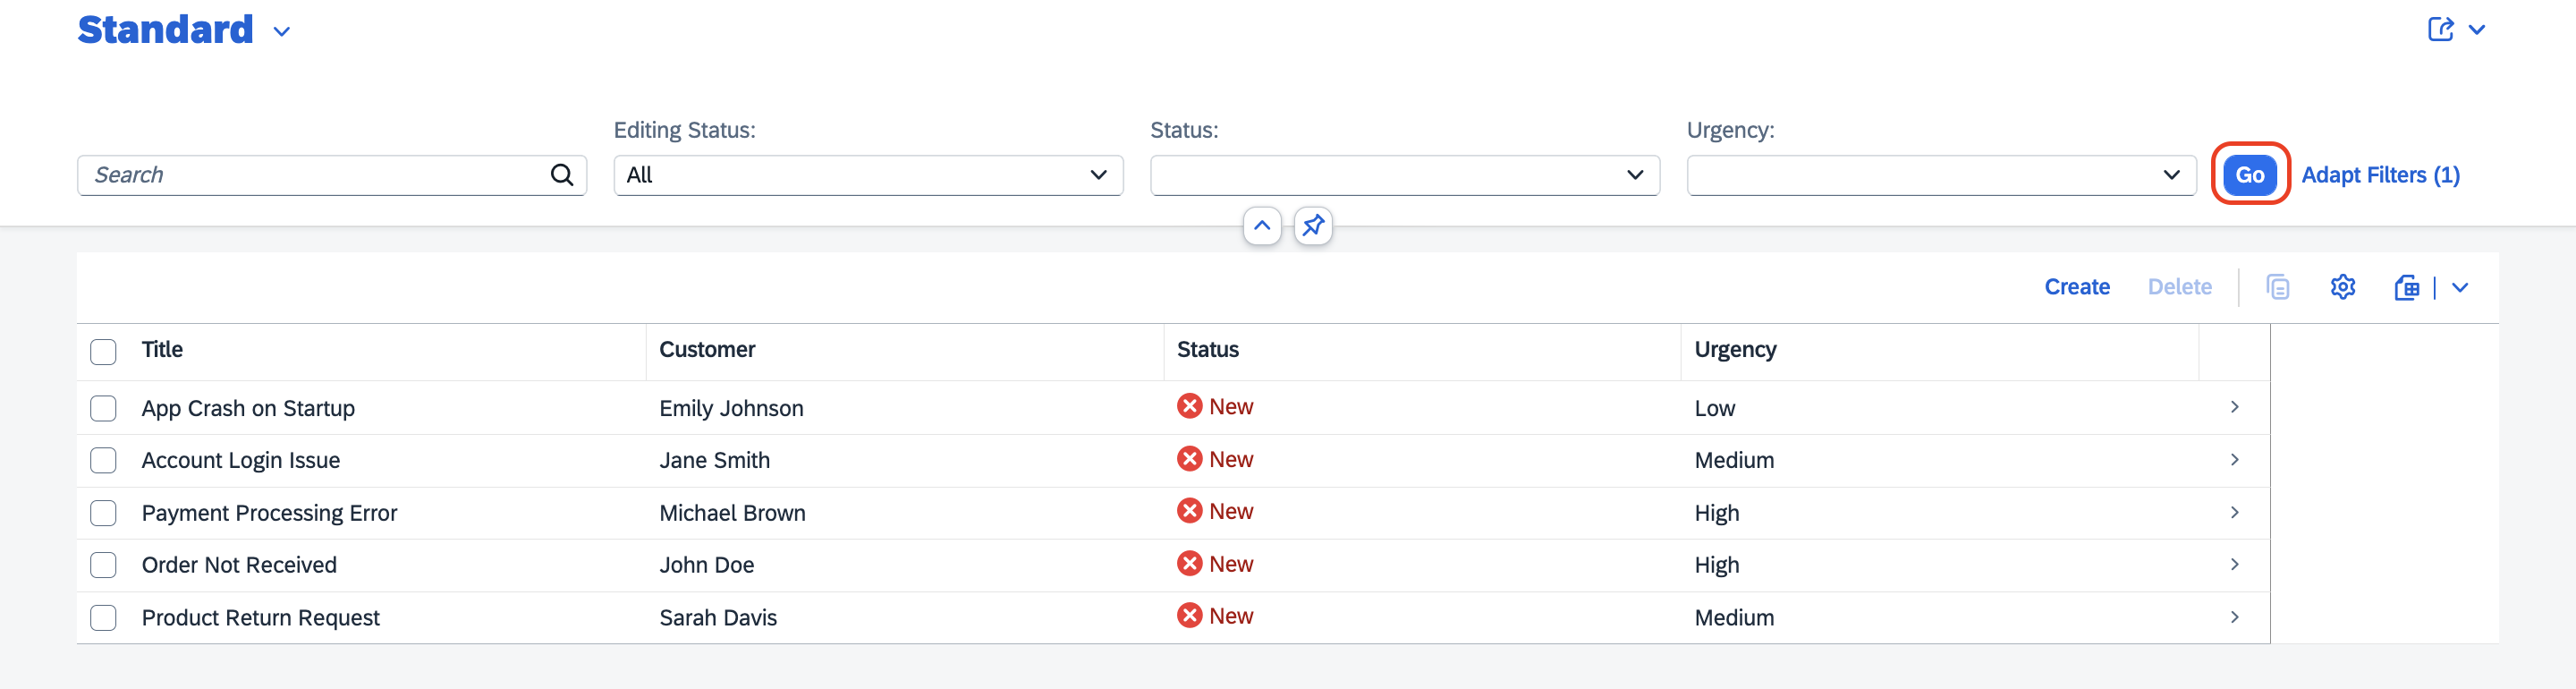 Standard
Editing Status: Status: Urgency:
Search All Go Adapt Filters (1)
Create Delete
Title Customer Status Urgency
App Crash on Startup Emily Johnson New Low
Account Login Issue Jane Smith New Medium
Payment Processing Error Michael Brown New High
Order Not Received John Doe New High
Product Return Request Sarah Davis New Medium